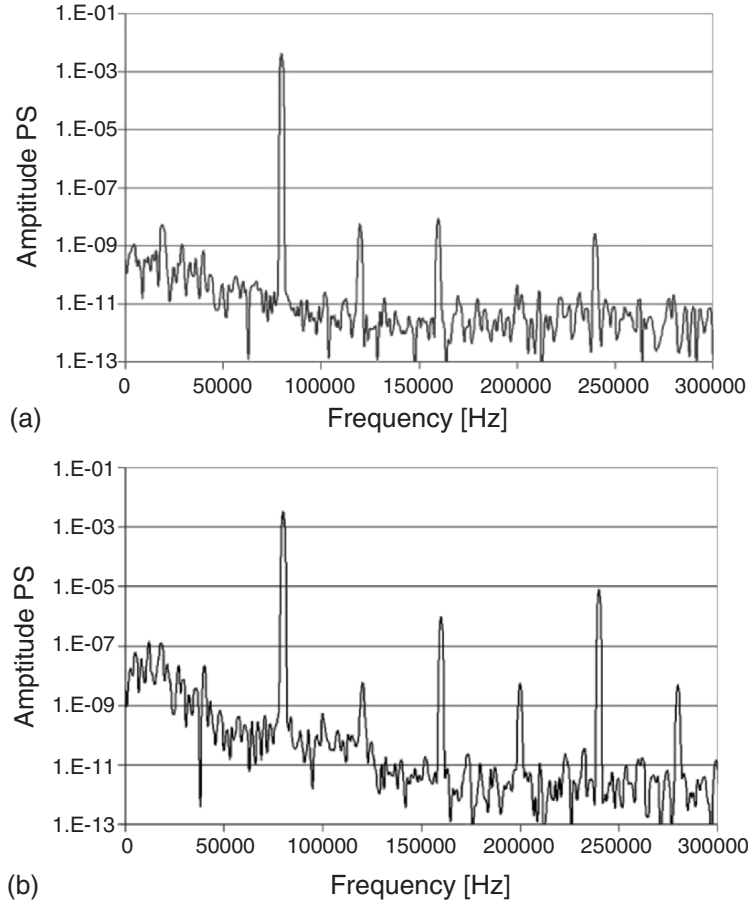 1.E-01
1.E-03
1.E-05
1.E-07
1.E-09
1.E-11
1.E-13
Amptitude PS
0 50000 100000 150000 200000 250000 300000
(a) Frequency [Hz]
1.E-01
1.E-03
1.E-05
1.E-07
1.E-09
1.E-11
1.E-13
Amptitude PS
0 50000 100000 150000 200000 250000 300000
(b) Frequency [Hz]